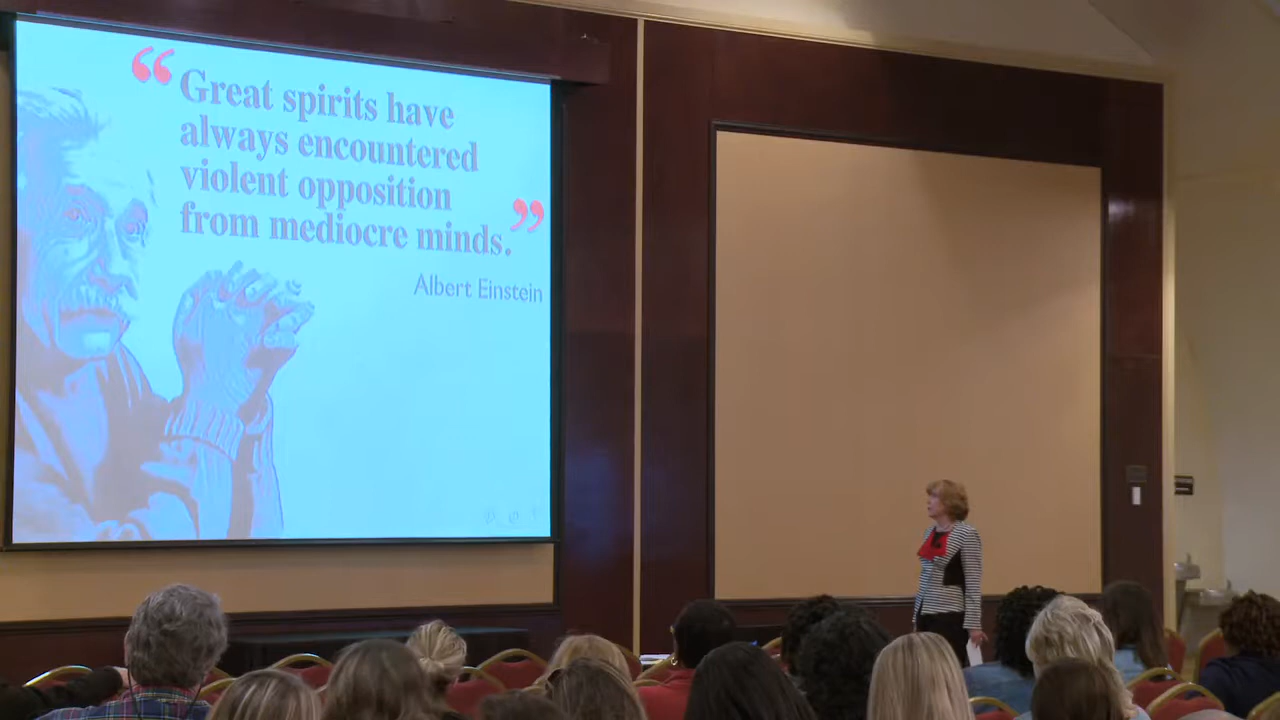 “Great spirits have
always encountered
violent opposition
from mediocre minds.”
Albert Einstein